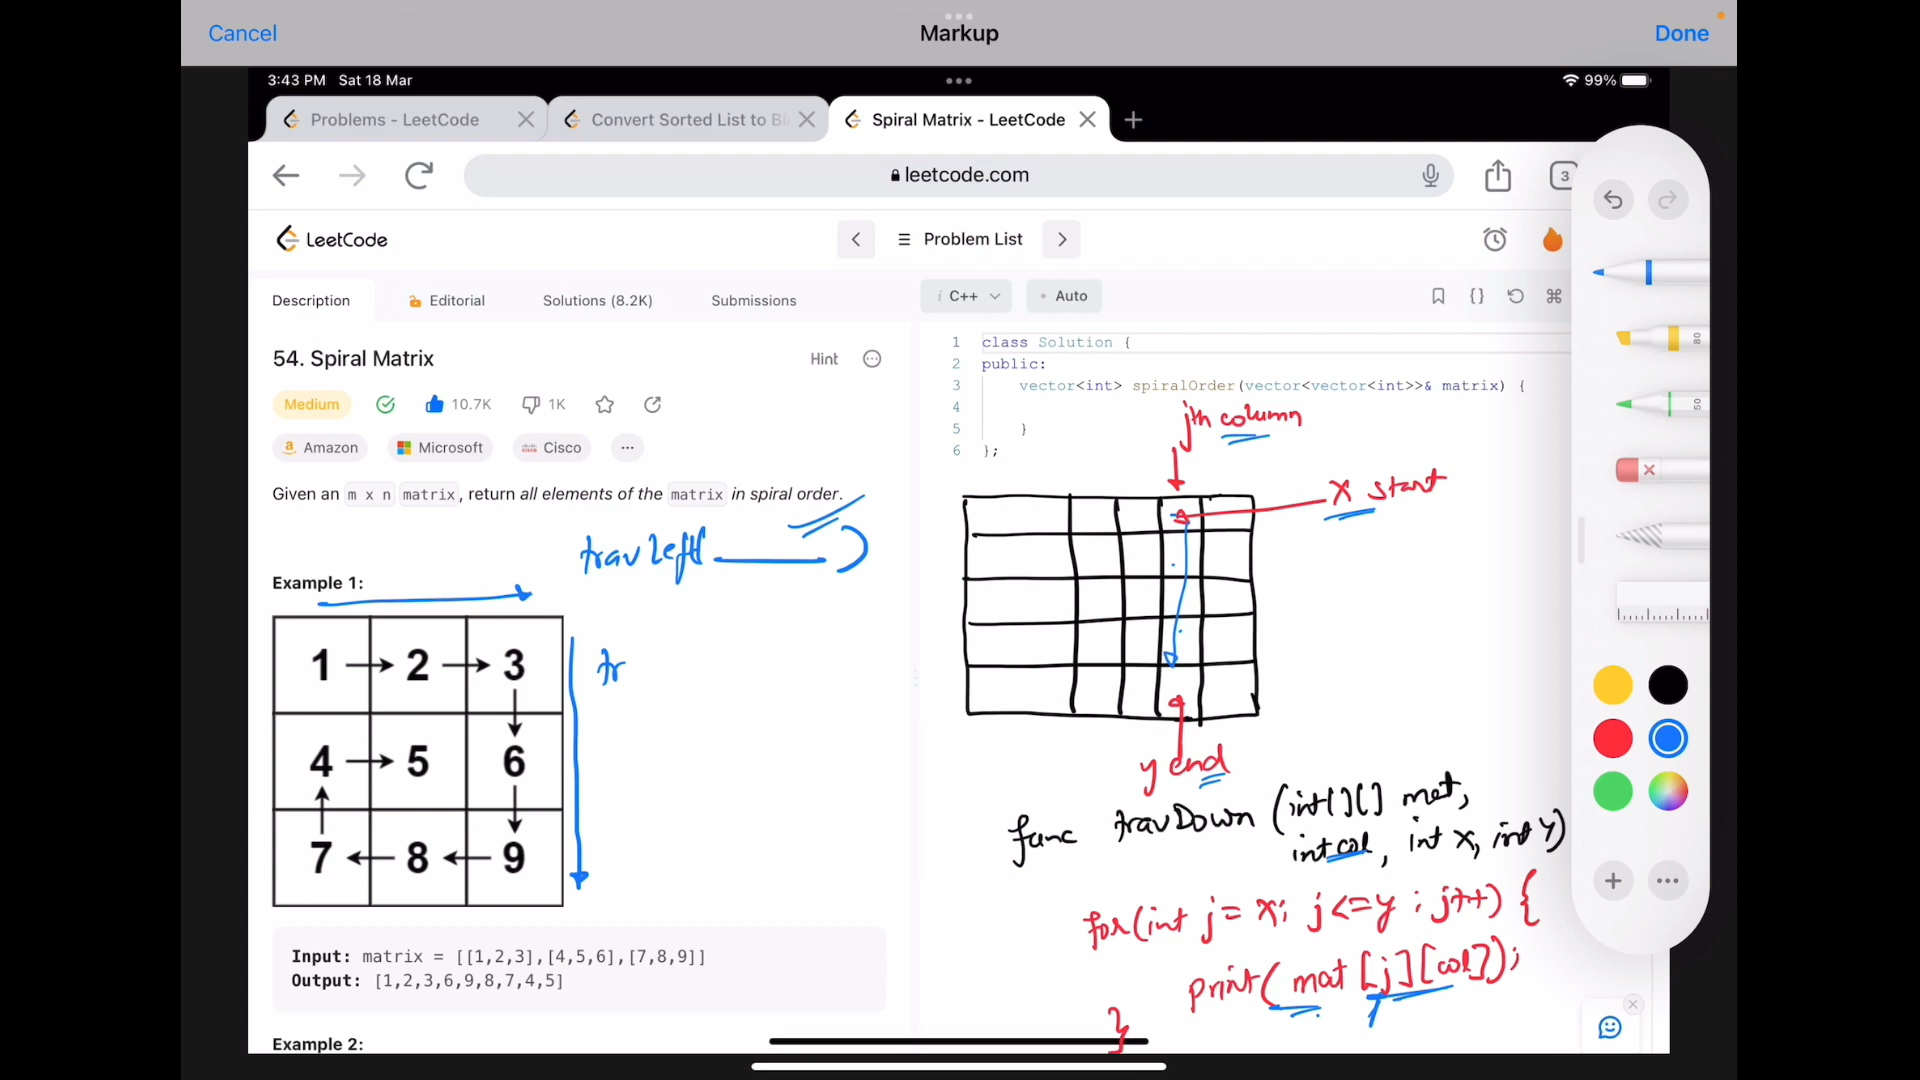 Cancel
Markup
Done
3:43 PM Sat 18 Mar
99%
Problems - LeetCode
Convert Sorted List to Bi
Spiral Matrix - LeetCode
leetcode.com
3
LeetCode
Problem List
Description
Editorial
Solutions (8.2K)
Submissions
i C++
Auto
54. Spiral Matrix
Hint
Medium
10.7K
1K
Amazon
Microsoft
Cisco
Given an m x n matrix, return all elements of the matrix in spiral order.
trav left
Example 1:
1 2 3
tr
4 5 6
7 8 9
Input: matrix = [[1,2,3],[4,5,6],[7,8,9]]
Output: [1,2,3,6,9,8,7,4,5]
Example 2:
1 class Solution {
2 public:
3 vector<int> spiralOrder(vector<vector<int>>& matrix) {
4
5 }
6 };
jth column
x start
y end
func travDown (int[][] mat,
int col, int x, int y)
for(int j= x; j<=y ; j++) {
print( mat [j][col]);
}
80
50